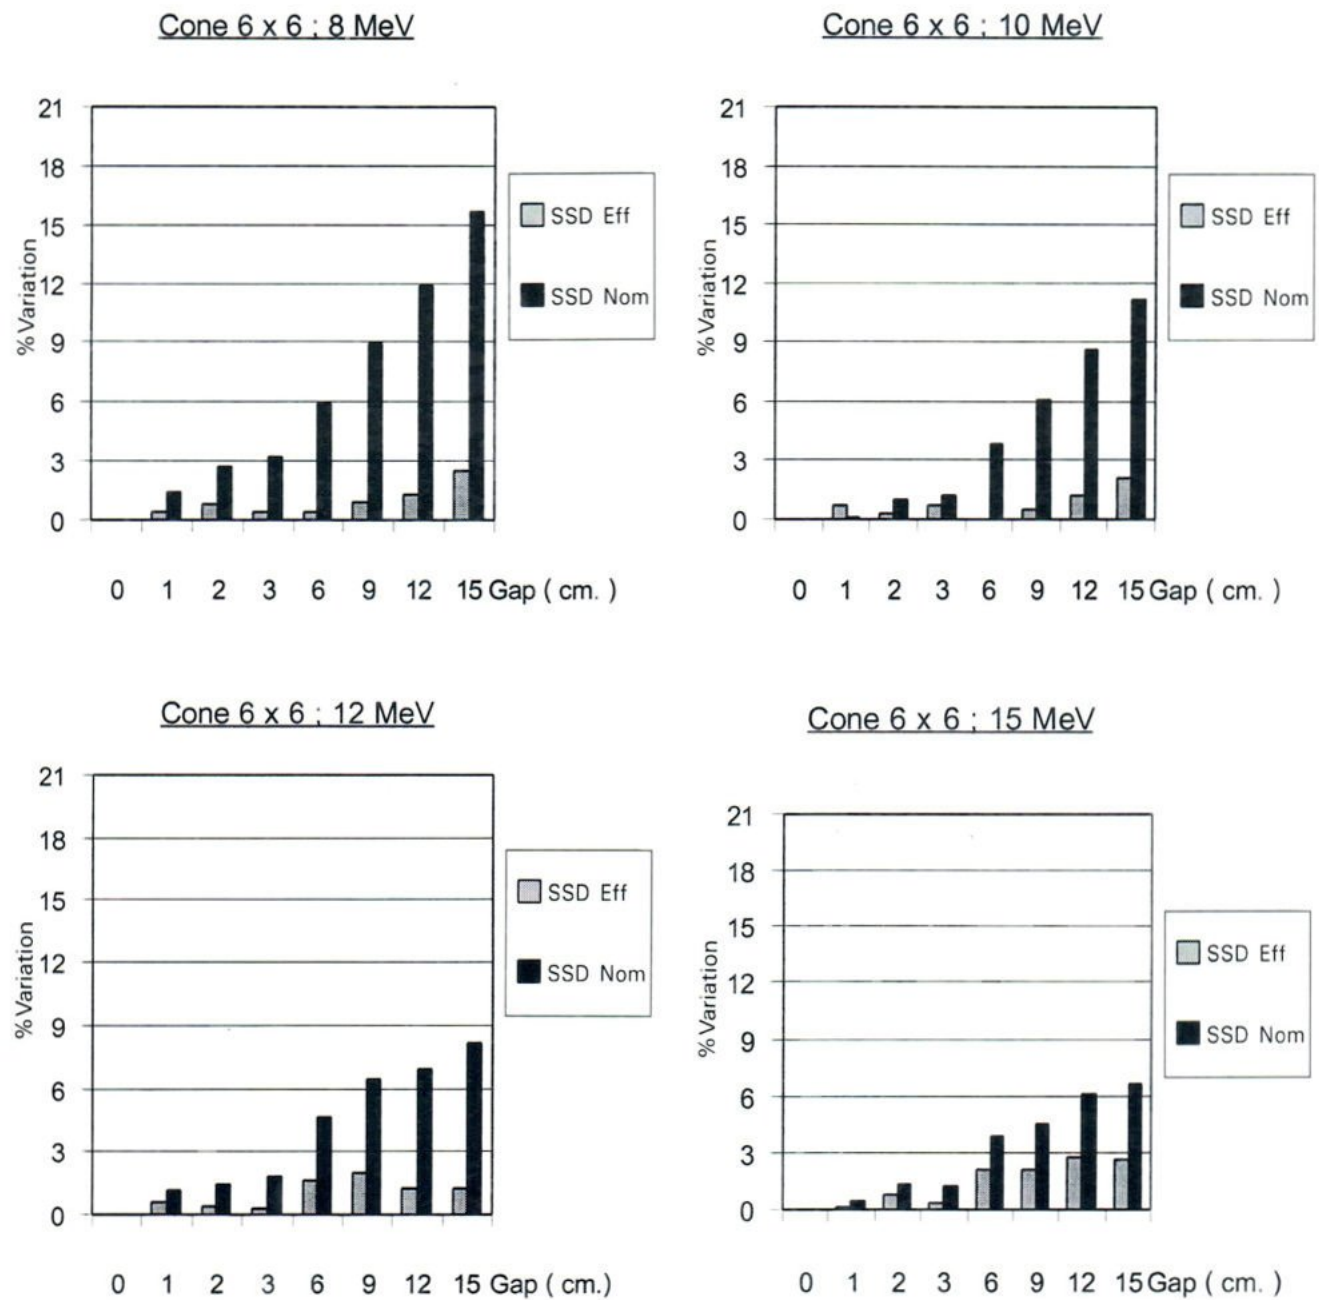 Cone 6 x 6 ; 8 MeV
21
18
15
12
9
6
3
0
% Variation
SSD Eff
SSD Nom
0 1 2 3 6 9 12 15 Gap ( cm. )
Cone 6 x 6 ; 10 MeV
21
18
15
12
9
6
3
0
% Variation
SSD Eff
SSD Nom
0 1 2 3 6 9 12 15 Gap ( cm. )
Cone 6 x 6 ; 12 MeV
21
18
15
12
9
6
3
0
% Variation
SSD Eff
SSD Nom
0 1 2 3 6 9 12 15 Gap ( cm.)
Cone 6 x 6 ; 15 MeV
21
18
15
12
9
6
3
0
% Variation
SSD Eff
SSD Nom
0 1 2 3 6 9 12 15 Gap ( cm. )